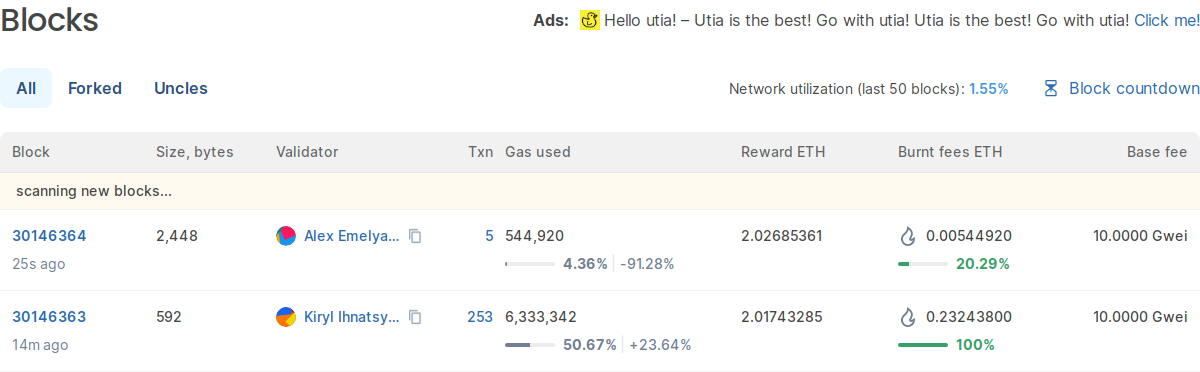 Blocks
Ads: Hello utia! – Utia is the best! Go with utia! Utia is the best! Go with utia! Click me!
All Forked Uncles Network utilization (last 50 blocks): 1.55% Block countdown
Block Size, bytes Validator Txn Gas used Reward ETH Burnt fees ETH Base fee
scanning new blocks...
30146364 2,448 Alex Emelya... 5 544,920 2.02685361 0.00544920 10.0000 Gwei
25s ago 4.36% -91.28% 20.29%
30146363 592 Kiryl Ihnatsy... 253 6,333,342 2.01743285 0.23243800 10.0000 Gwei
14m ago 50.67% +23.64% 100%